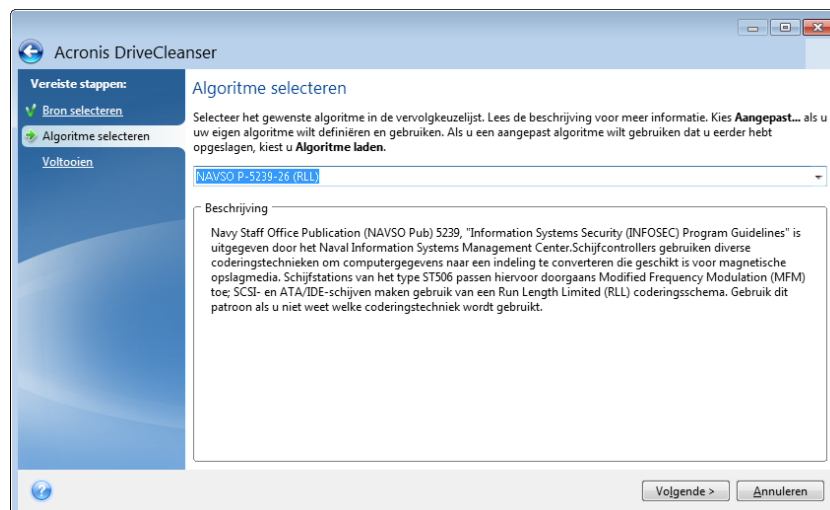 Acronis DriveCleanser
Vereiste stappen:
Bron selecteren
Algoritme selecteren
Voltooien
Algoritme selecteren
Selecteer het gewenste algoritme in de vervolgkeuzelijst. Lees de beschrijving voor meer informatie. Kies Aangepast... als u
uw eigen algoritme wilt definiëren en gebruiken. Als u een aangepast algoritme wilt gebruiken dat u eerder hebt
opgeslagen, kiest u Algoritme laden.
NAVSO P-5239-26 (RLL)
Beschrijving
Navy Staff Office Publication (NAVSO Pub) 5239, "Information Systems Security (INFOSEC) Program Guidelines" is
uitgegeven door het Naval Information Systems Management Center.Schijfcontrollers gebruiken diverse
coderingstechnieken om computergegevens naar een indeling te converteren die geschikt is voor magnetische
opslagmedia. Schijfstations van het type ST506 passen hiervoor doorgaans Modified Frequency Modulation (MFM)
toe; SCSI- en ATA/IDE-schijven maken gebruik van een Run Length Limited (RLL) coderingsschema. Gebruik dit
patroon als u niet weet welke coderingstechniek wordt gebruikt.
Volgende >
Annuleren